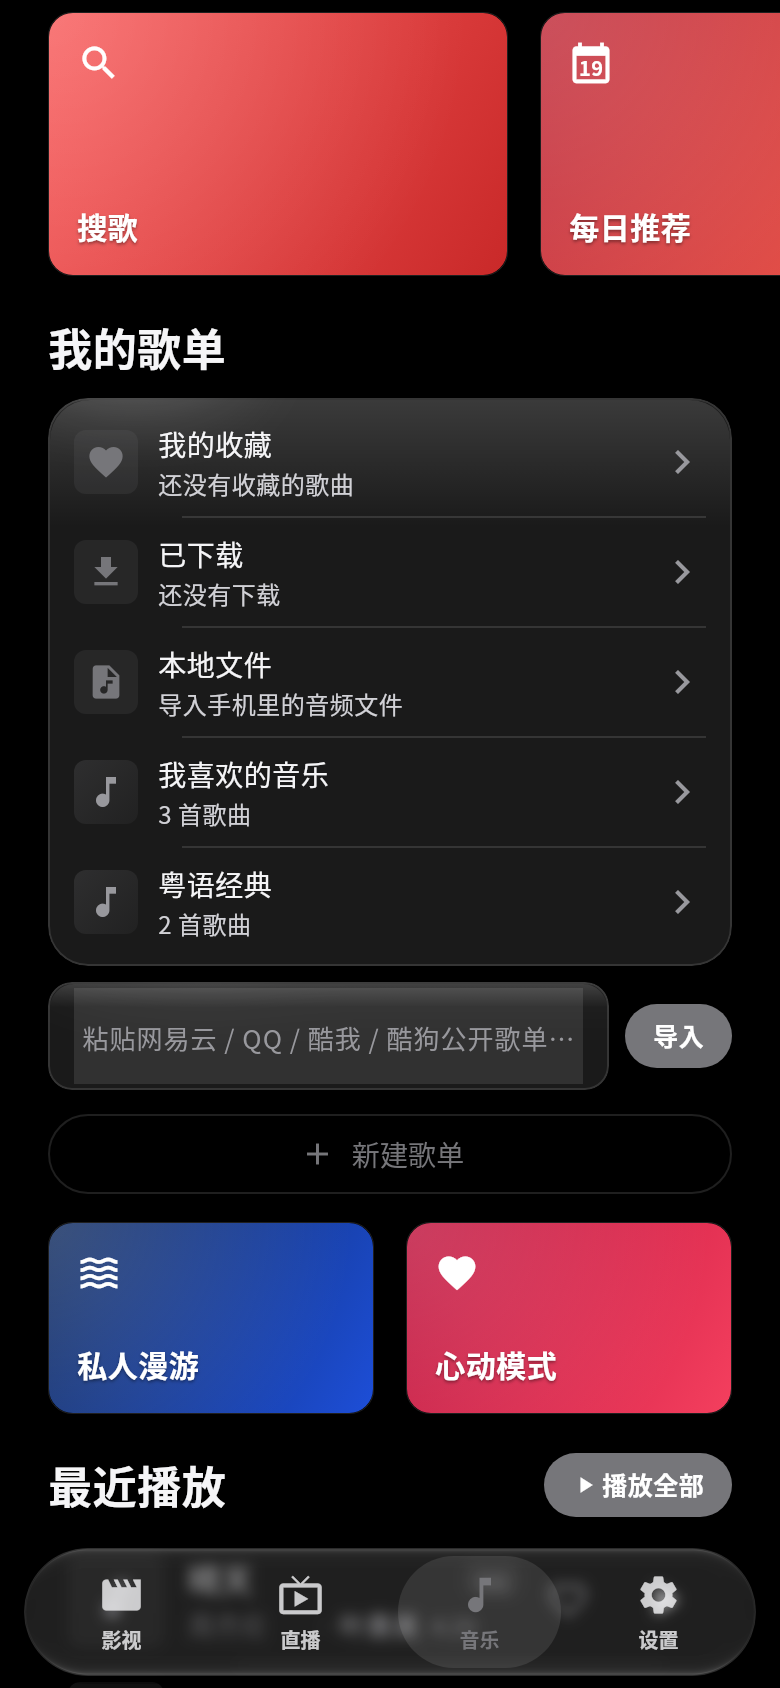 19
搜歌
每日推荐
我的歌单
我的收藏
还没有收藏的歌曲
已下载
还没有下载
本地文件
导入手机里的音频文件
我喜欢的音乐
3 首歌曲
粤语经典
2 首歌曲
粘贴网易云 / QQ / 酷我 / 酷狗公开歌单…
导入
新建歌单
私人漫游
心动模式
最近播放
播放全部
影视
直播
音乐
设置